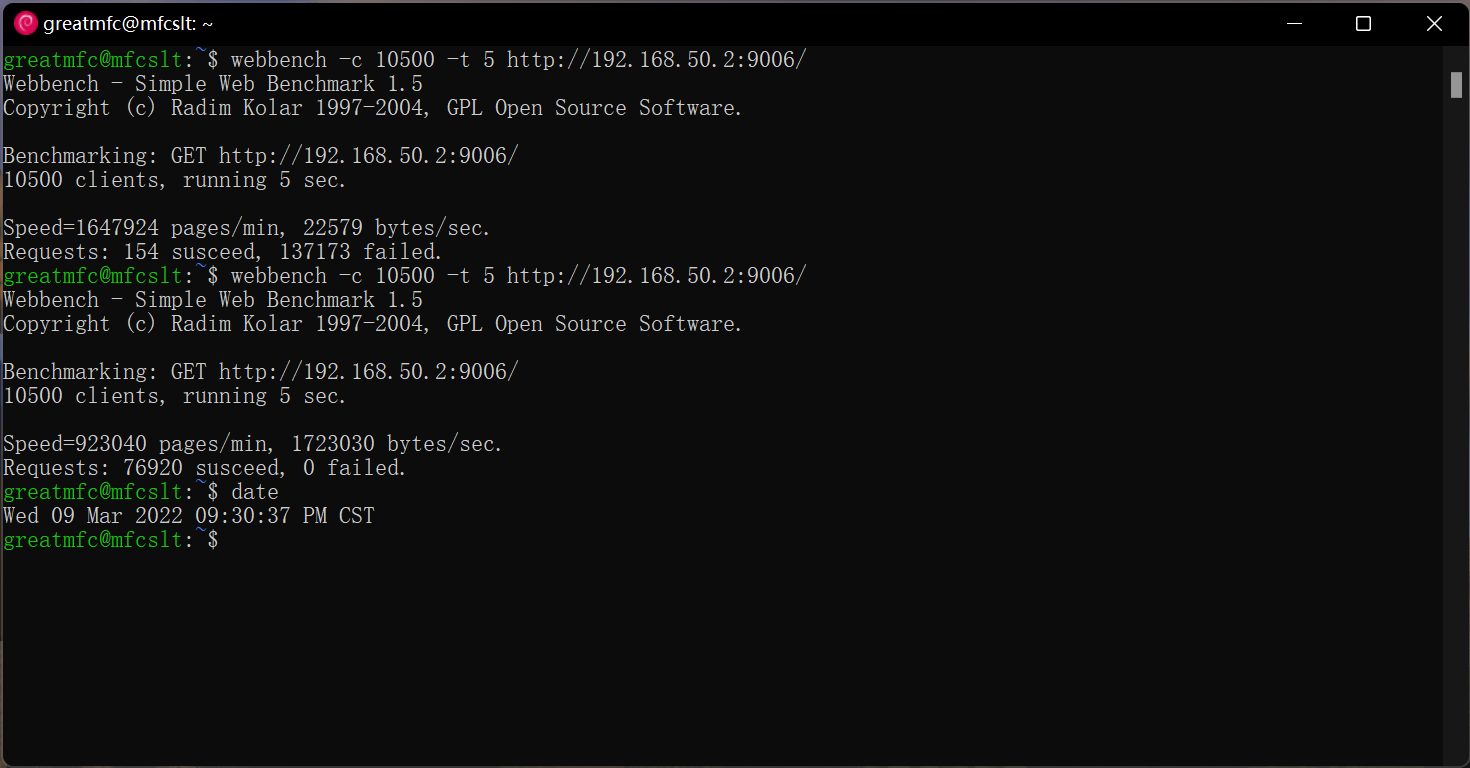 greatmfc@mfcslt: ~
greatmfc@mfcslt:~$ webbench -c 10500 -t 5 http://192.168.50.2:9006/
Webbench - Simple Web Benchmark 1.5
Copyright (c) Radim Kolar 1997-2004, GPL Open Source Software.
Benchmarking: GET http://192.168.50.2:9006/
10500 clients, running 5 sec.
Speed=1647924 pages/min, 22579 bytes/sec.
Requests: 154 susceed, 137173 failed.
greatmfc@mfcslt:~$ webbench -c 10500 -t 5 http://192.168.50.2:9006/
Webbench - Simple Web Benchmark 1.5
Copyright (c) Radim Kolar 1997-2004, GPL Open Source Software.
Benchmarking: GET http://192.168.50.2:9006/
10500 clients, running 5 sec.
Speed=923040 pages/min, 1723030 bytes/sec.
Requests: 76920 susceed, 0 failed.
greatmfc@mfcslt:~$ date
Wed 09 Mar 2022 09:30:37 PM CST
greatmfc@mfcslt:~$